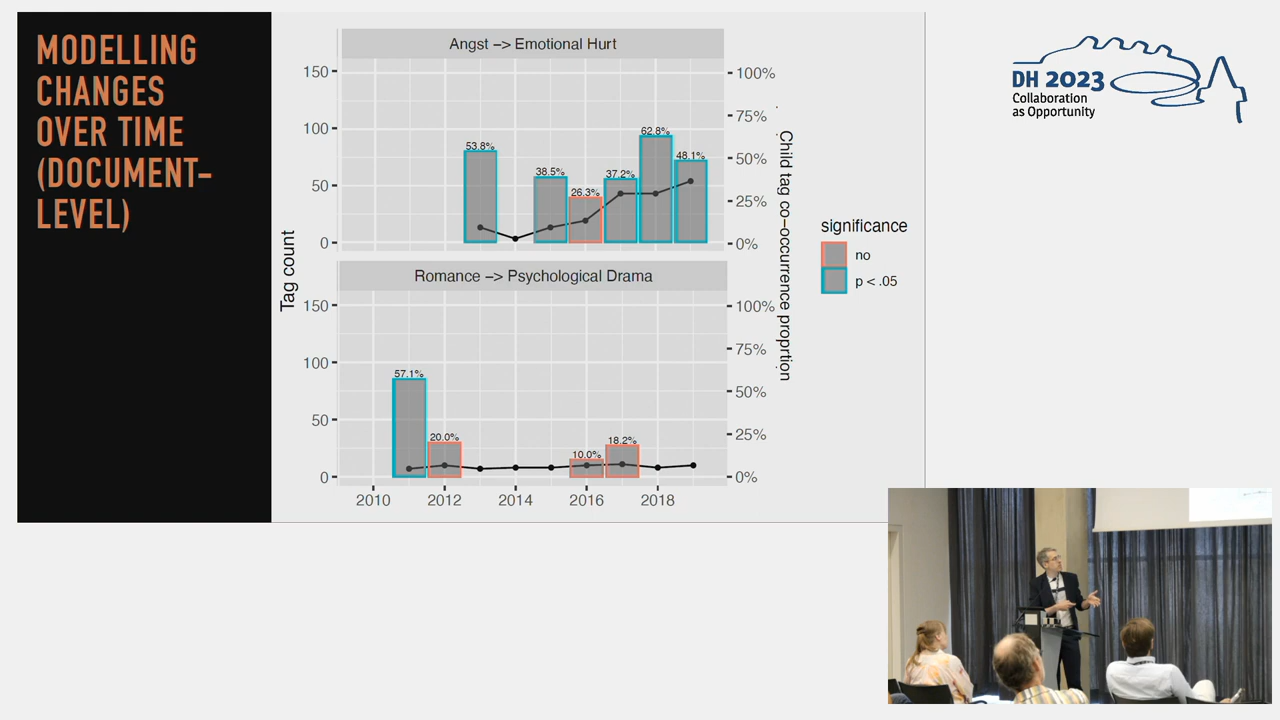 MODELLING
CHANGES
OVER TIME
(DOCUMENT–
LEVEL)
Angst –> Emotional Hurt
150
100
50
0
100%
75%
50%
25%
0%
53.8%
38.5%
26.3%
37.2%
62.8%
48.1%
Romance –> Psychological Drama
150
100
50
0
100%
75%
50%
25%
0%
57.1%
20.0%
10.0%
18.2%
2010
2012
2014
2016
2018
Tag count
Child tag co–occurrence proprtion
significance
no
p < .05
DH 2023
Collaboration
as Opportunity